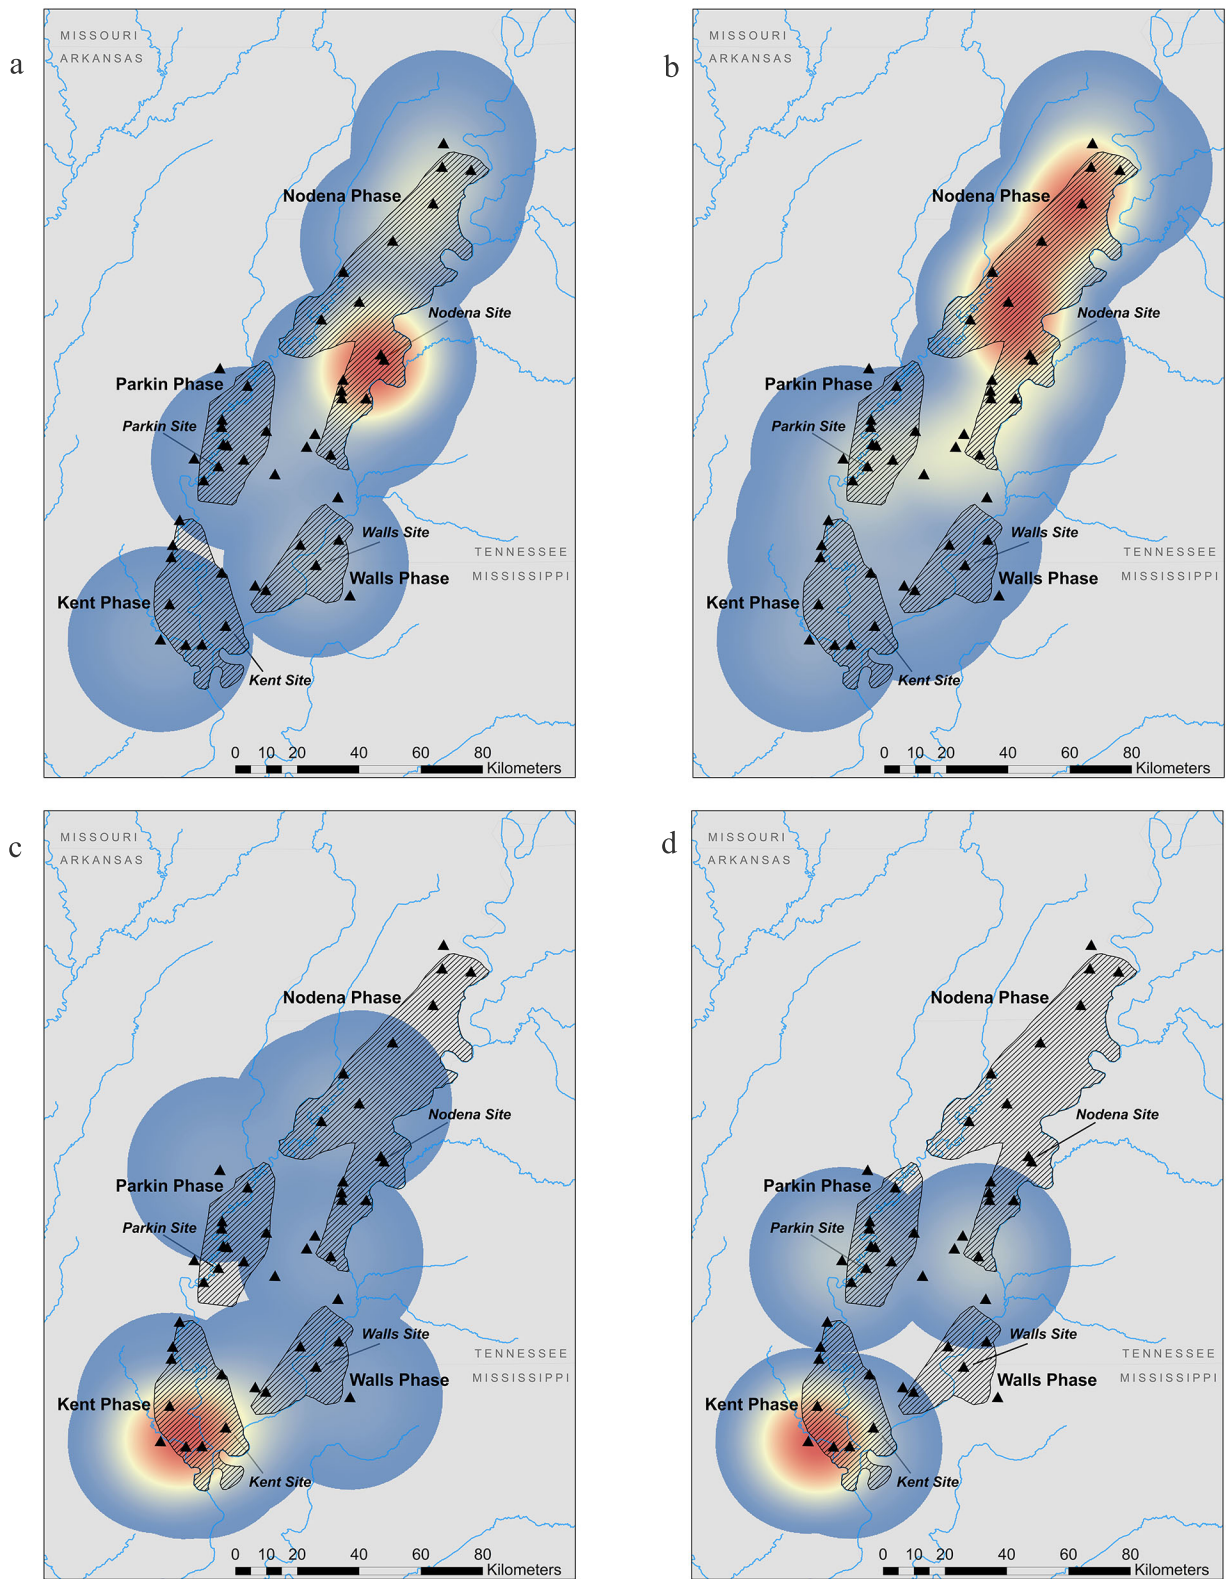 a
MISSOURI
ARKANSAS
Nodena Phase
Nodena Site
Parkin Phase
Parkin Site
Walls Site
TENNESSEE
MISSISSIPPI
Walls Phase
Kent Phase
Kent Site
0 10 20 40 60 80
Kilometers
b
MISSOURI
ARKANSAS
Nodena Phase
Nodena Site
Parkin Phase
Parkin Site
Walls Site
TENNESSEE
MISSISSIPPI
Walls Phase
Kent Phase
Kent Site
0 10 20 40 60 80
Kilometers
c
MISSOURI
ARKANSAS
Nodena Phase
Nodena Site
Parkin Phase
Parkin Site
Walls Site
TENNESSEE
MISSISSIPPI
Walls Phase
Kent Phase
Kent Site
0 10 20 40 60 80
Kilometers
d
MISSOURI
ARKANSAS
Nodena Phase
Nodena Site
Parkin Phase
Parkin Site
Walls Site
TENNESSEE
MISSISSIPPI
Walls Phase
Kent Phase
Kent Site
0 10 20 40 60 80
Kilometers